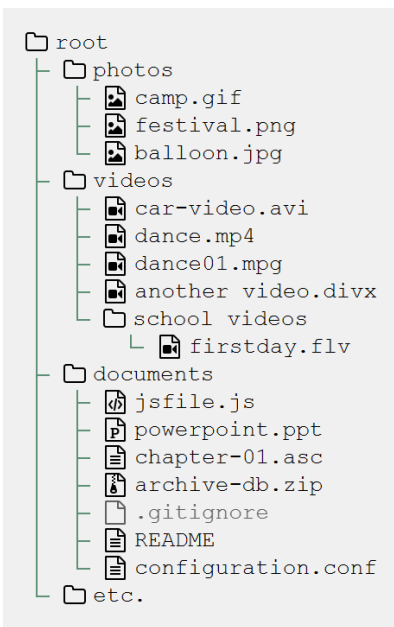 root
photos
camp.gif
festival.png
balloon.jpg
videos
car-video.avi
dance.mp4
dance01.mpg
another video.divx
school videos
firstday.flv
documents
jsfile.js
powerpoint.ppt
chapter-01.asc
archive-db.zip
.gitignore
README
configuration.conf
etc.